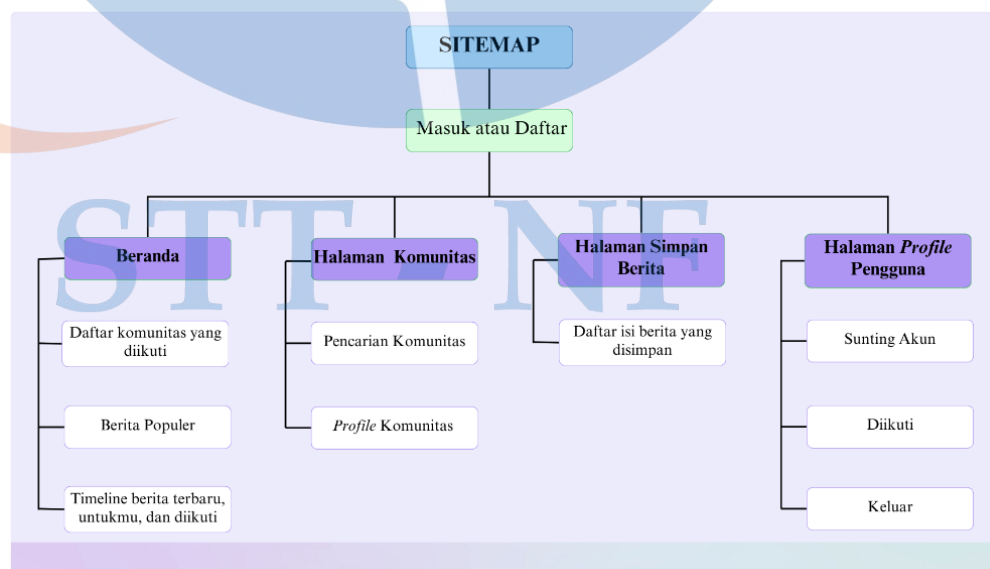 SITEMAP
Masuk atau Daftar
STT NF
Beranda
Daftar komunitas yang
diikuti
Berita Populer
Timeline berita terbaru,
untukmu, dan diikuti
Halaman Komunitas
Pencarian Komunitas
Profile Komunitas
Halaman Simpan
Berita
Daftar isi berita yang
disimpan
Halaman Profile
Pengguna
Sunting Akun
Diikuti
Keluar